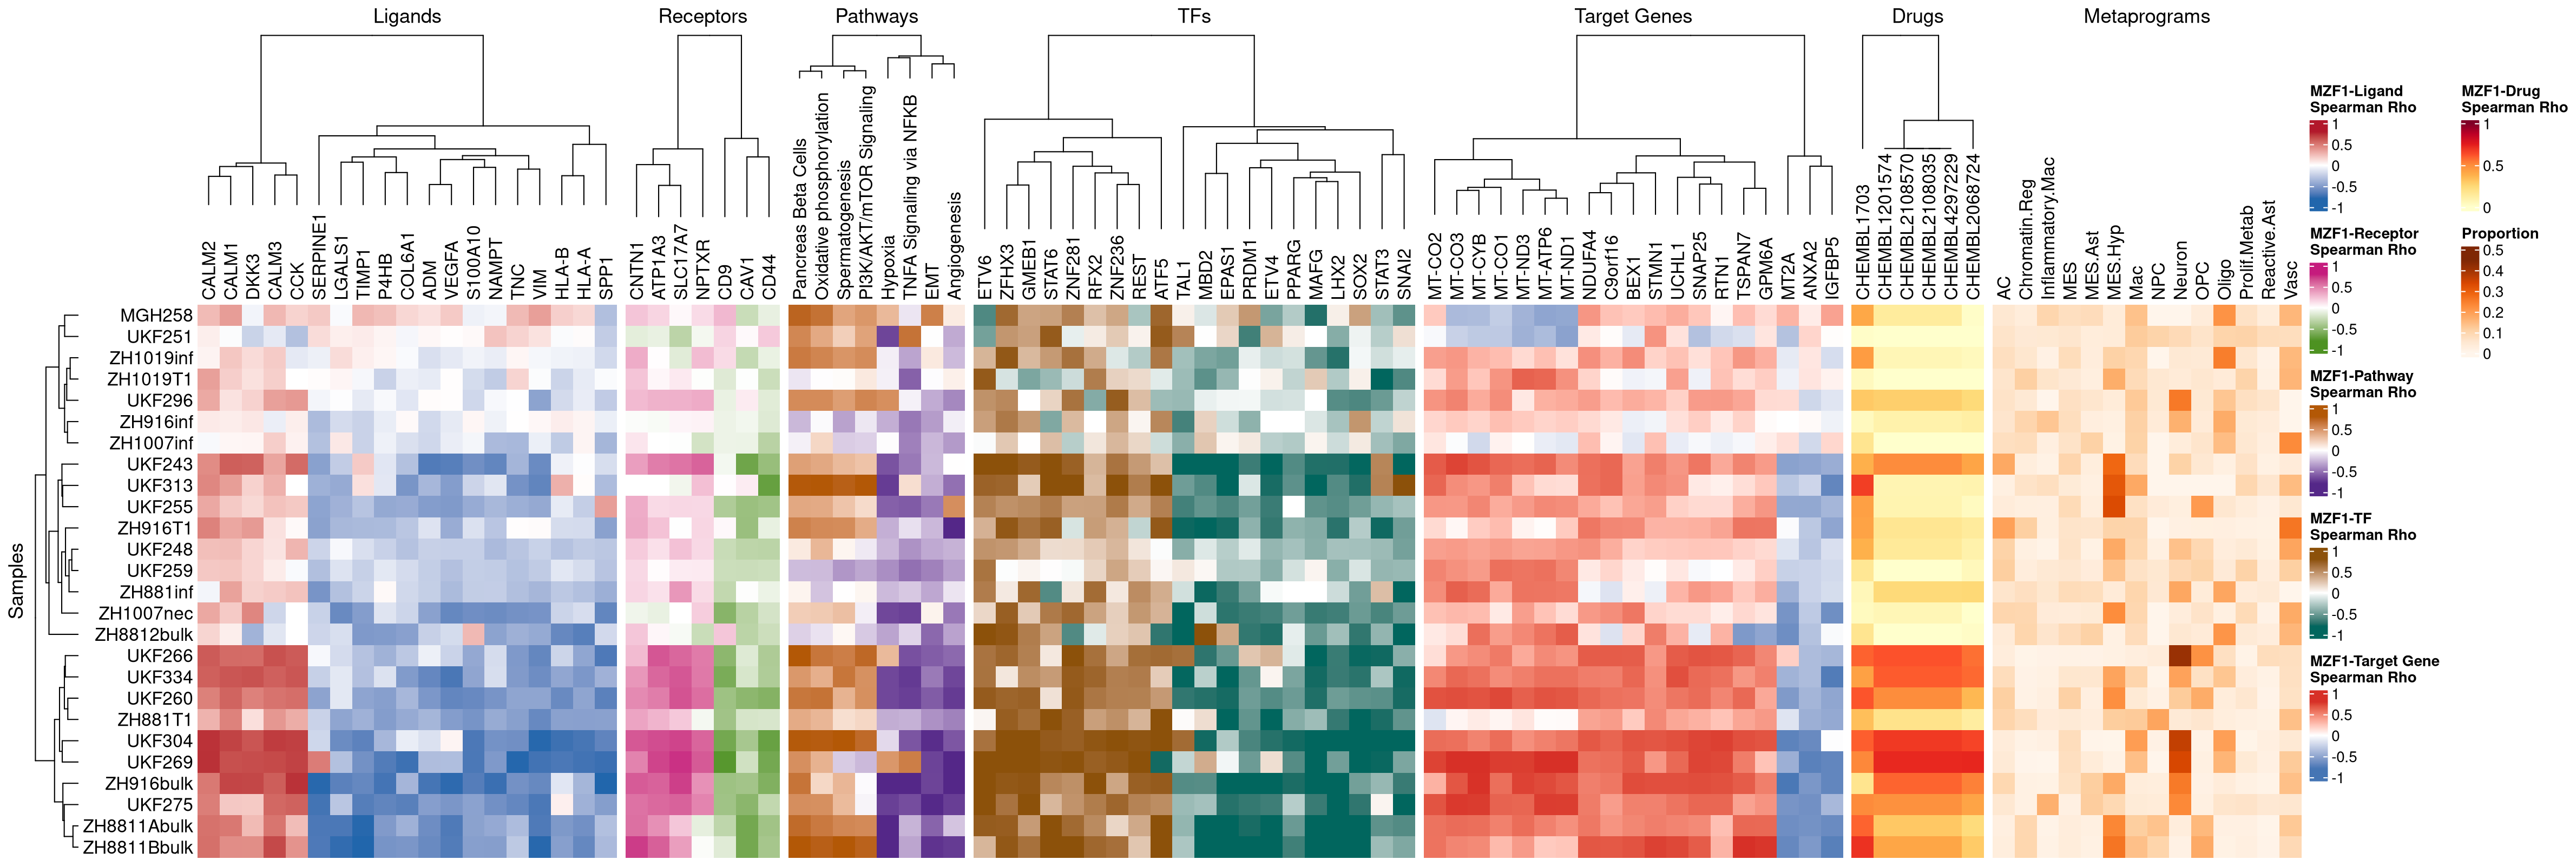 Ligands
Receptors
Pathways
TFs
Target Genes
Drugs
Metaprograms
CALM2
CALM1
DKK3
CALM3
CCK
SERPINE1
LGALS1
TIMP1
P4HB
COL6A1
ADM
VEGFA
S100A10
NAMPT
TNC
VIM
HLA-B
HLA-A
SPP1
CNTN1
ATP1A3
SLC17A7
NPTXR
CD9
CAV1
CD44
Pancreas Beta Cells
Oxidative phosphorylation
Spermatogenesis
PI3K/AKT/mTOR Signaling
Hypoxia
TNFA Signaling via NFKB
EMT
Angiogenesis
ETV6
ZFHX3
GMEB1
STAT6
ZNF281
RFX2
ZNF236
REST
ATF5
TAL1
MBD2
EPAS1
PRDM1
ETV4
PPARG
MAFG
LHX2
SOX2
STAT3
SNAI2
MT-CO2
MT-CO3
MT-CYB
MT-CO1
MT-ND3
MT-ATP6
MT-ND1
NDUFA4
C9orf16
BEX1
STMN1
UCHL1
SNAP25
RTN1
TSPAN7
GPM6A
MT2A
ANXA2
IGFBP5
CHEMBL1703
CHEMBL1201574
CHEMBL2108570
CHEMBL2108035
CHEMBL4297229
CHEMBL2068724
AC
Chromatin.Reg
Inflammatory.Mac
MES
MES.Ast
MES.Hyp
Mac
NPC
Neuron
OPC
Oligo
Prolif.Metab
Reactive.Ast
Vasc
Samples
MGH258
UKF251
ZH1019inf
ZH1019T1
UKF296
ZH916inf
ZH1007inf
UKF243
UKF313
UKF255
ZH916T1
UKF248
UKF259
ZH881inf
ZH1007nec
ZH8812bulk
UKF266
UKF334
UKF260
ZH881T1
UKF304
UKF269
ZH916bulk
UKF275
ZH8811Abulk
ZH8811Bbulk
MZF1-Ligand
Spearman Rho
1
0.5
0
-0.5
-1
MZF1-Receptor
Spearman Rho
1
0.5
0
-0.5
-1
MZF1-Pathway
Spearman Rho
1
0.5
0
-0.5
-1
MZF1-TF
Spearman Rho
1
0.5
0
-0.5
-1
MZF1-Target Gene
Spearman Rho
1
0.5
0
-0.5
-1
MZF1-Drug
Spearman Rho
1
0.5
0
Proportion
0.5
0.4
0.3
0.2
0.1
0